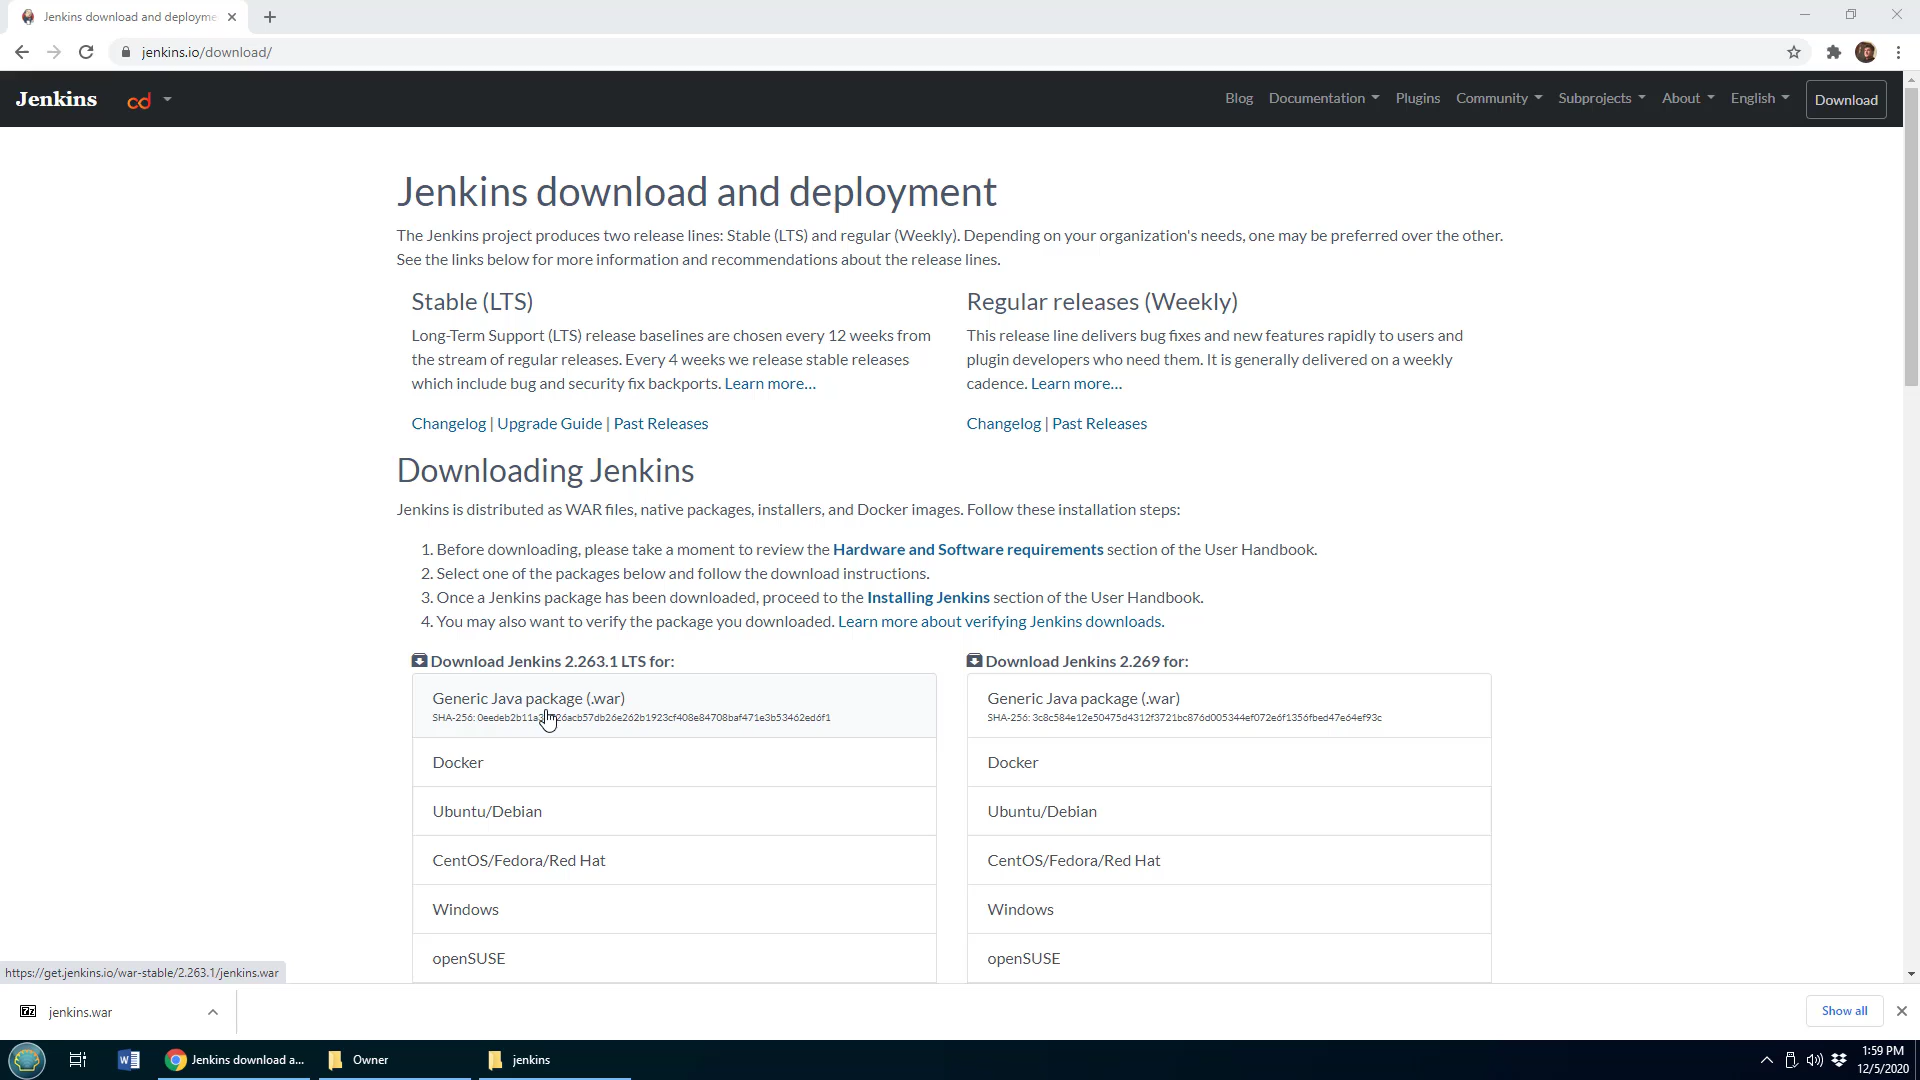 Jenkins download and deployme
jenkins.io/download/
Jenkins
cd
Blog
Documentation
Plugins
Community
Subprojects
About
English
Download
Jenkins download and deployment
The Jenkins project produces two release lines: Stable (LTS) and regular (Weekly). Depending on your organization's needs, one may be preferred over the other.
See the links below for more information and recommendations about the release lines.
Stable (LTS)
Long-Term Support (LTS) release baselines are chosen every 12 weeks from
the stream of regular releases. Every 4 weeks we release stable releases
which include bug and security fix backports. Learn more...
Changelog | Upgrade Guide | Past Releases
Regular releases (Weekly)
This release line delivers bug fixes and new features rapidly to users and
plugin developers who need them. It is generally delivered on a weekly
cadence. Learn more...
Changelog | Past Releases
Downloading Jenkins
Jenkins is distributed as WAR files, native packages, installers, and Docker images. Follow these installation steps:
1. Before downloading, please take a moment to review the Hardware and Software requirements section of the User Handbook.
2. Select one of the packages below and follow the download instructions.
3. Once a Jenkins package has been downloaded, proceed to the Installing Jenkins section of the User Handbook.
4. You may also want to verify the package you downloaded. Learn more about verifying Jenkins downloads.
Download Jenkins 2.263.1 LTS for:
Generic Java package (.war)
SHA-256:
Docker
Ubuntu/Debian
CentOS/Fedora/Red Hat
Windows
openSUSE
Download Jenkins 2.269 for:
Generic Java package (.war)
SHA-256: 3c8c584e12e50475d4312f3721bc876d005344ef072e6f1356fbed47e64ef93c
Docker
Ubuntu/Debian
CentOS/Fedora/Red Hat
Windows
openSUSE
https://get.jenkins.io/war-stable/2.263.1/jenkins.war
7z
jenkins.war
Show all
W
Jenkins download a...
Owner
jenkins
1:59 PM
12/5/2020